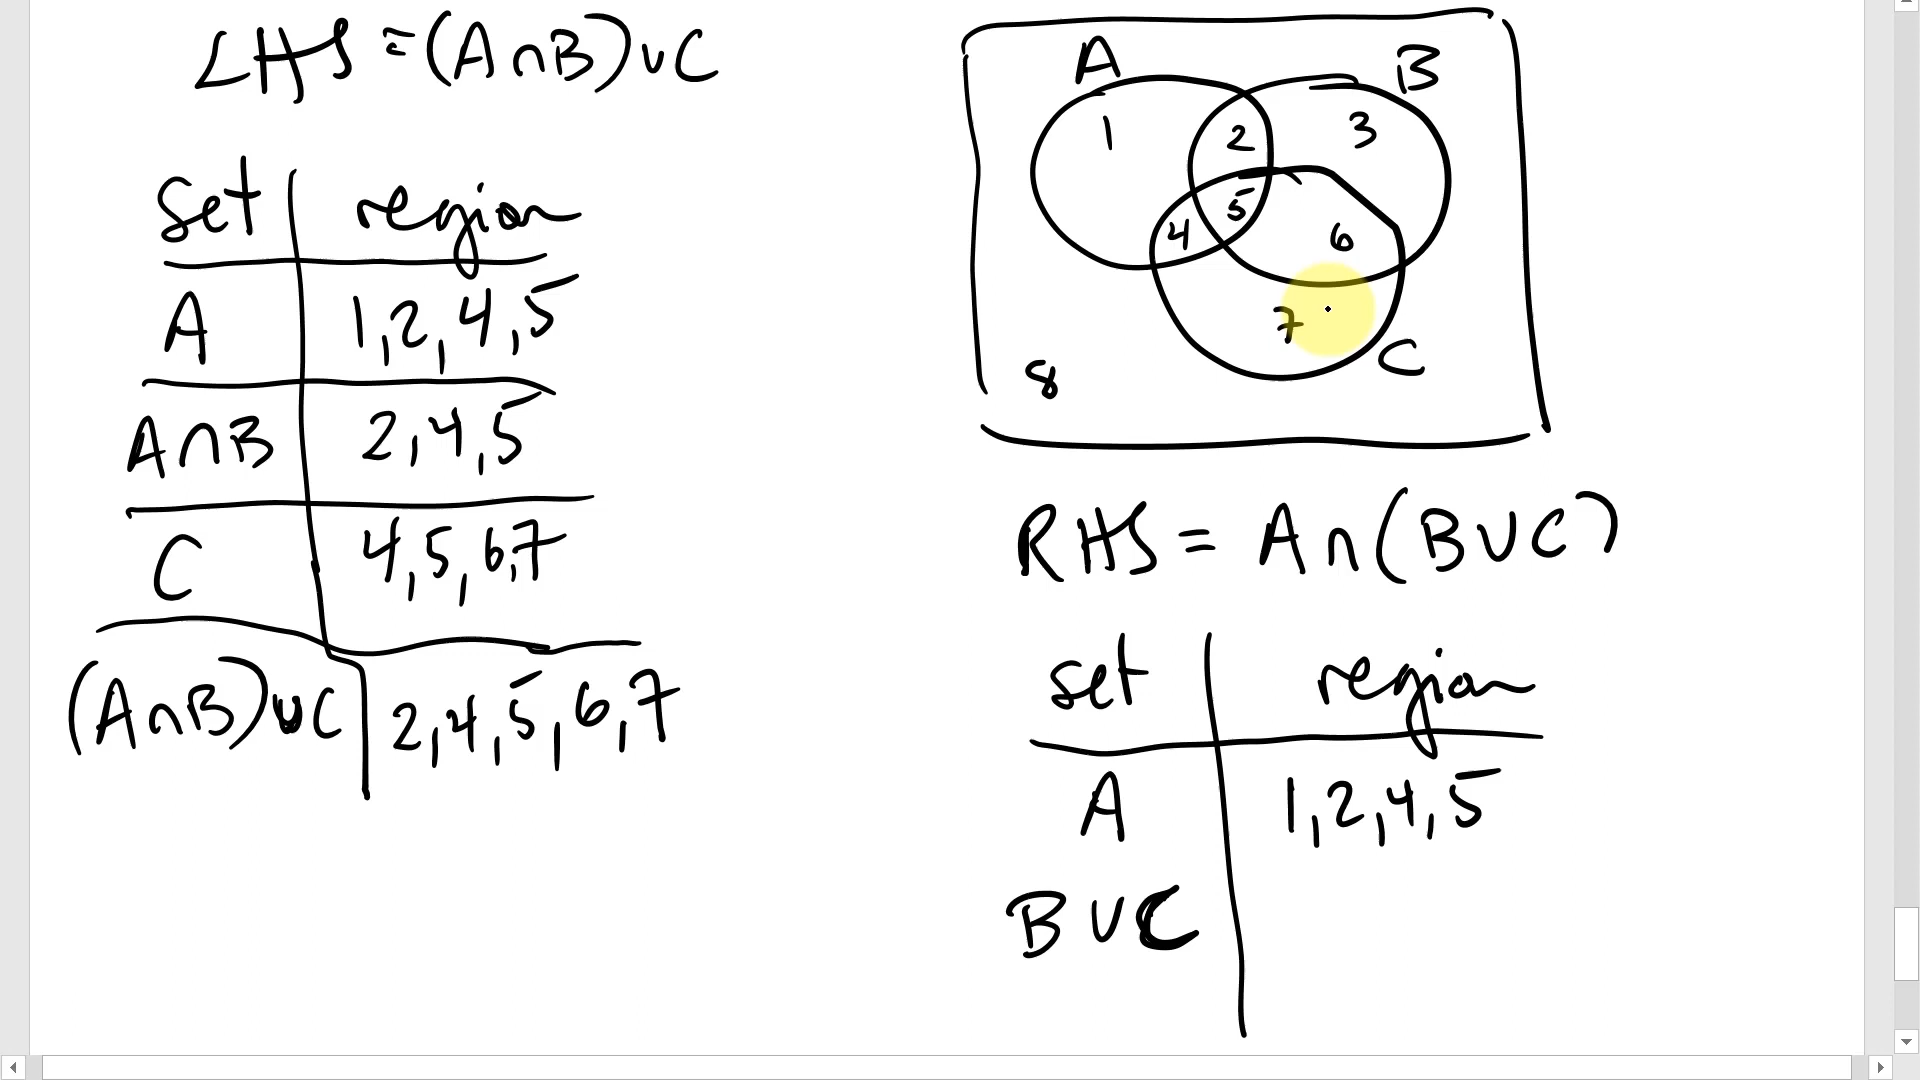 LHS = (A∩B)∪C
set region
A 1,2,4,5
A∩B 2,4,5
C 4,5,6,7
(A∩B)∪C 2,4,5,6,7
A B
1 2 3
5
4 6
7
C
8
RHS = A∩(B∪C)
set region
A 1,2,4,5
B∪C